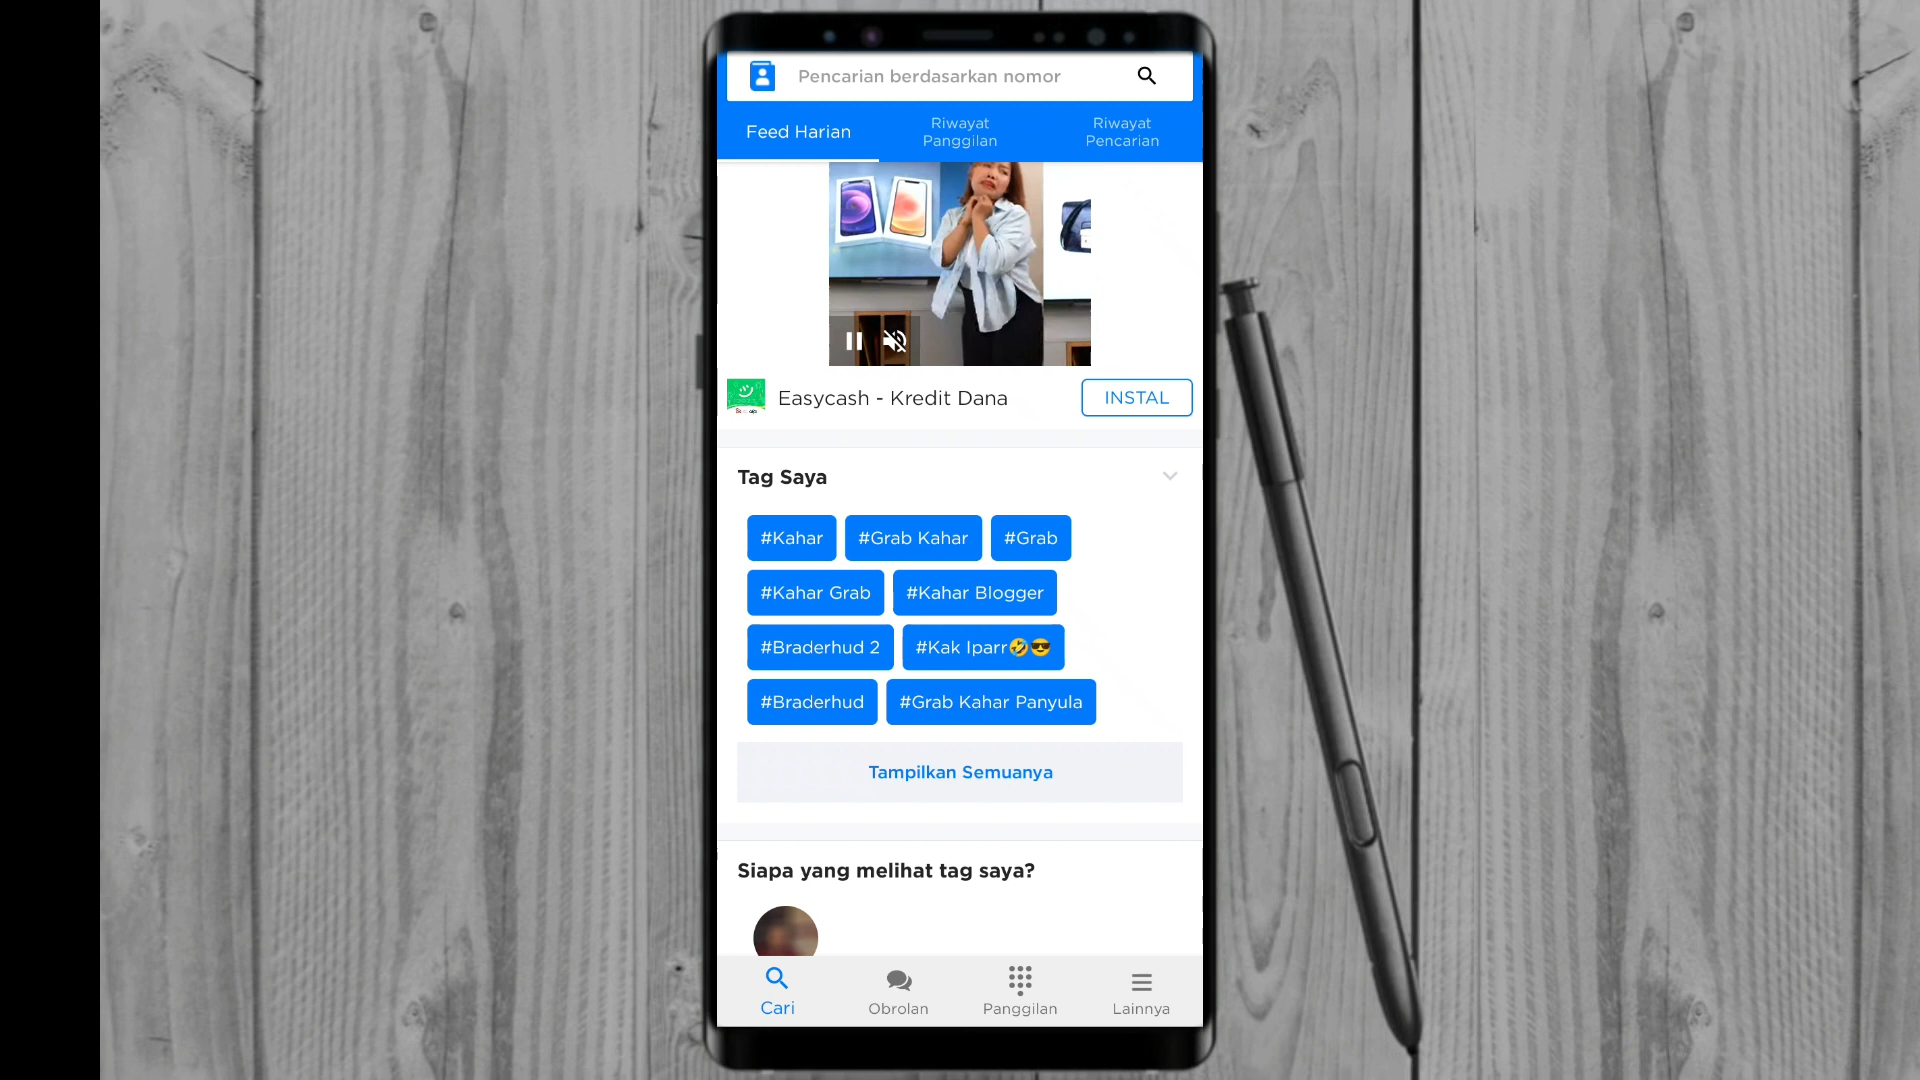 Pencarian berdasarkan nomor
Feed Harian
Riwayat
Panggilan
Riwayat
Pencarian
Easycash - Kredit Dana
INSTAL
Tag Saya
#Kahar
#Grab Kahar
#Grab
#Kahar Grab
#Kahar Blogger
#Braderhud 2
#Kak Iparr🤣😎
#Braderhud
#Grab Kahar Panyula
Tampilkan Semuanya
Siapa yang melihat tag saya?
Cari
Obrolan
Panggilan
Lainnya